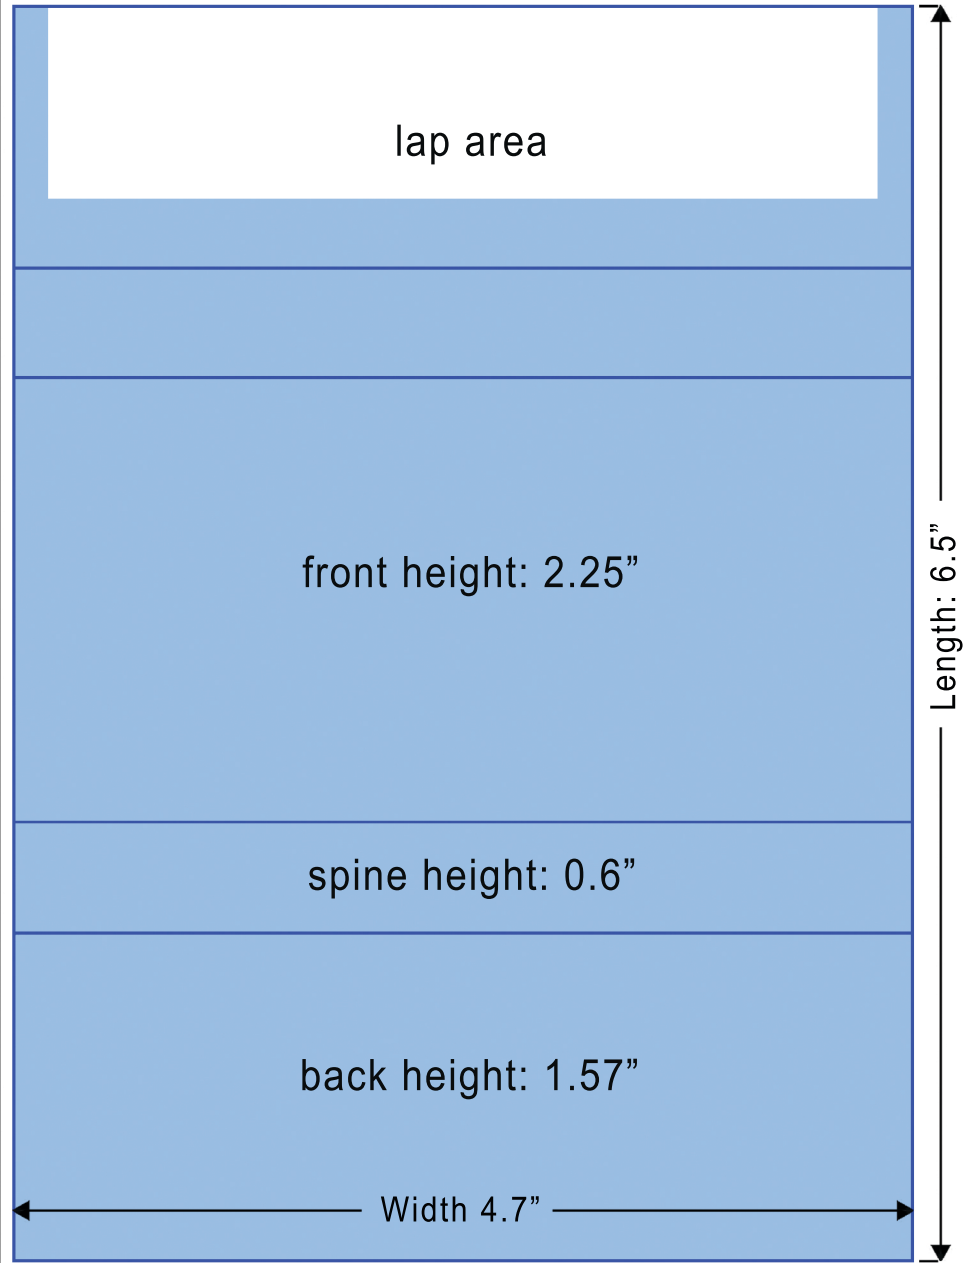 lap area
front height: 2.25”
Length: 6.5”
spine height: 0.6”
back height: 1.57”
Width 4.7”